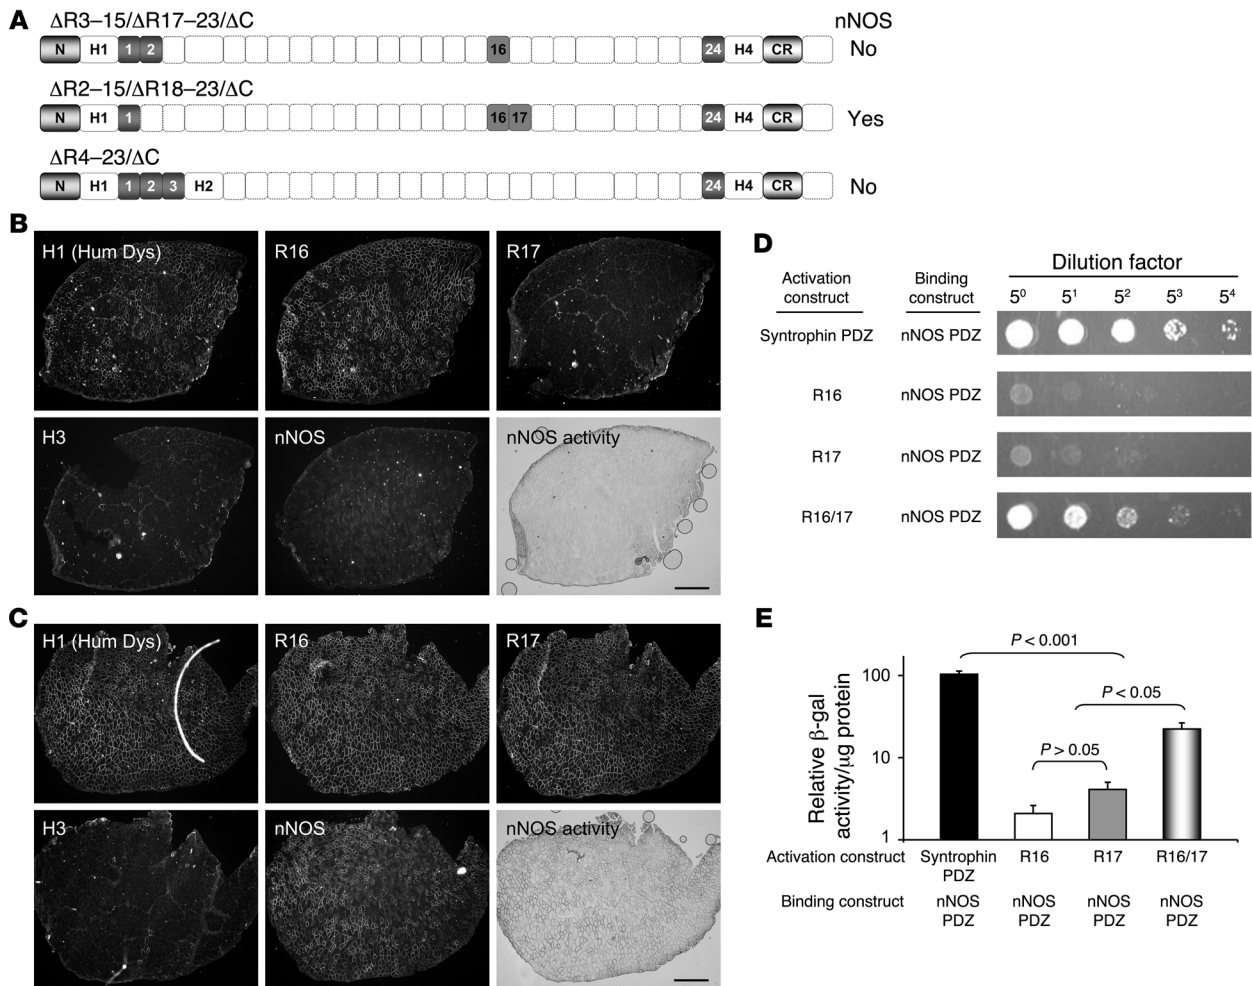 A
ΔR3–15/ΔR17–23/ΔC
nNOS
N H1 1 2 16 24 H4 CR No
ΔR2–15/ΔR18–23/ΔC
N H1 1 16 17 24 H4 CR Yes
ΔR4–23/ΔC
N H1 1 2 3 H2 24 H4 CR No
B
H1 (Hum Dys) R16 R17
H3 nNOS nNOS activity
C
H1 (Hum Dys) R16 R17
H3 nNOS nNOS activity
D
Dilution factor
Activation construct
Binding construct
5⁰ 5¹ 5² 5³ 5⁴
Syntrophin PDZ nNOS PDZ
R16 nNOS PDZ
R17 nNOS PDZ
R16/17 nNOS PDZ
E
P < 0.001
P < 0.05
P > 0.05
Relative β-gal
activity/μg protein
100
10
1
Activation construct Syntrophin PDZ R16 R17 R16/17
Binding construct nNOS PDZ nNOS PDZ nNOS PDZ nNOS PDZ